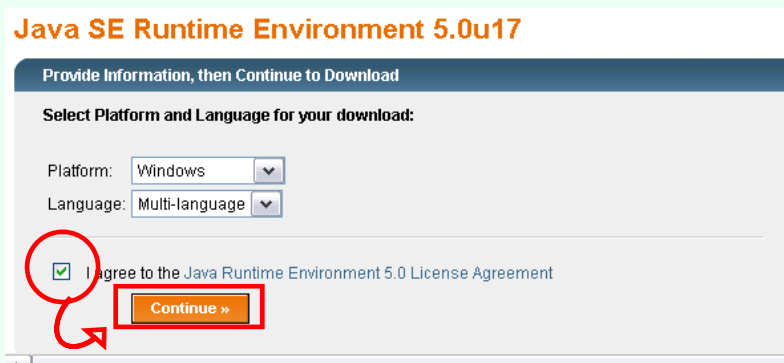 Java SE Runtime Environment 5.0u17
Provide Information, then Continue to Download
Select Platform and Language for your download:
Platform: Windows
Language: Multi-language
I agree to the Java Runtime Environment 5.0 License Agreement
Continue »